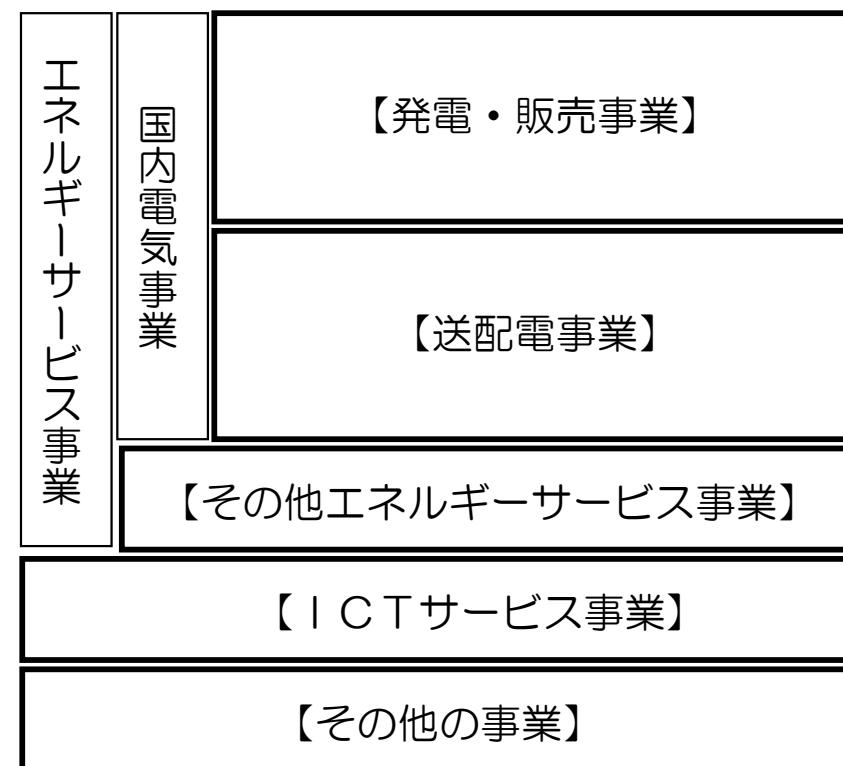 エネルギーサービス事業
国内電気事業
【発電・販売事業】
【送配電事業】
【その他エネルギーサービス事業】
【ＩＣＴサービス事業】
【その他の事業】